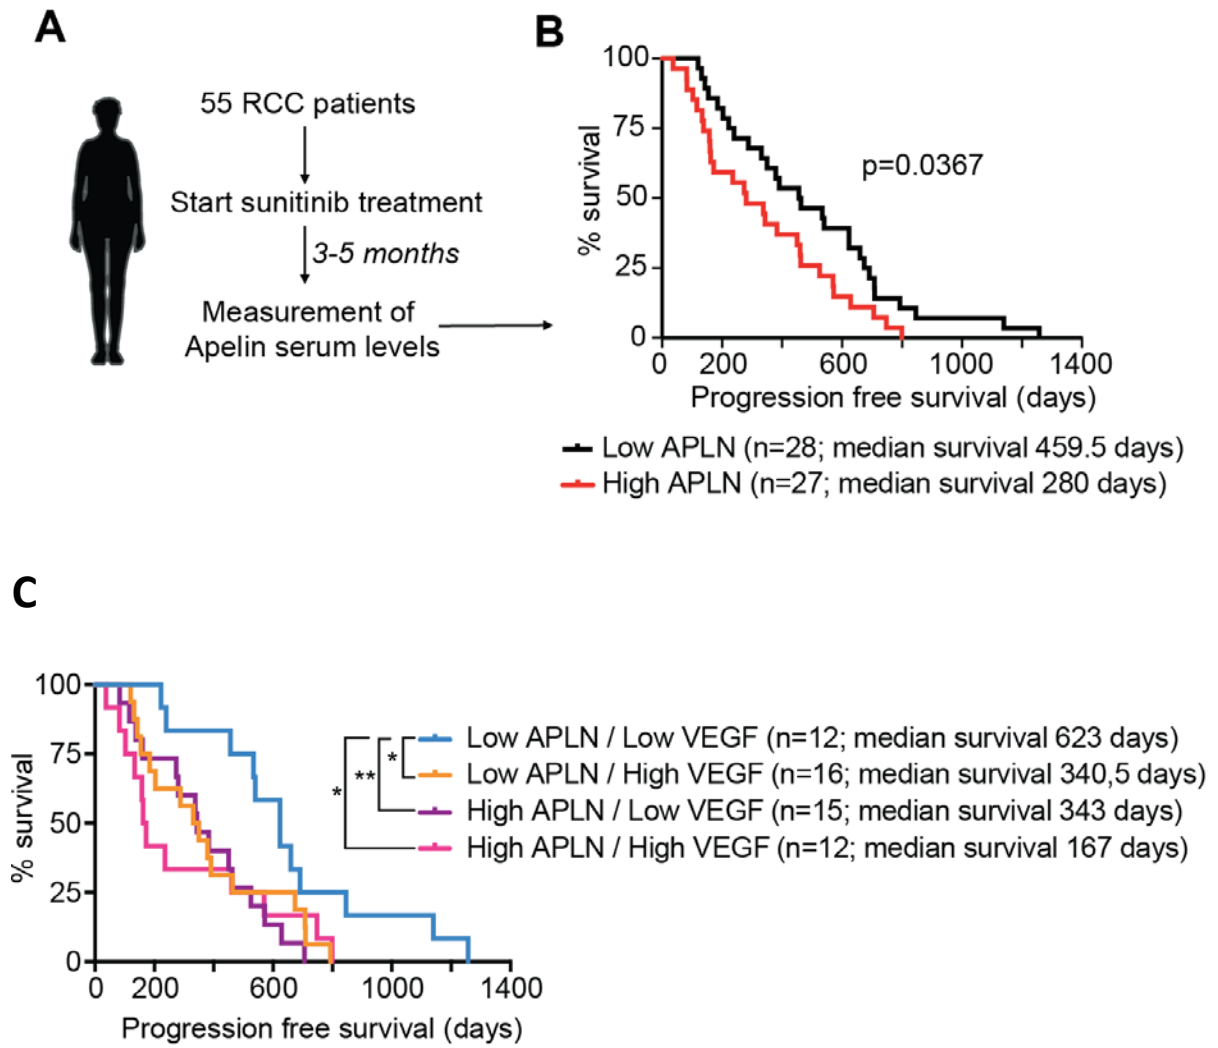 A
55 RCC patients
Start sunitinib treatment
3-5 months
Measurement of
Apelin serum levels
B
100
75
50
25
0
% survival
p=0.0367
0 200 600 1000 1400
Progression free survival (days)
Low APLN (n=28; median survival 459.5 days)
High APLN (n=27; median survival 280 days)
C
100
75
50
25
0
% survival
0 200 600 1000 1400
Progression free survival (days)
* ** *
Low APLN / Low VEGF (n=12; median survival 623 days)
Low APLN / High VEGF (n=16; median survival 340,5 days)
High APLN / Low VEGF (n=15; median survival 343 days)
High APLN / High VEGF (n=12; median survival 167 days)